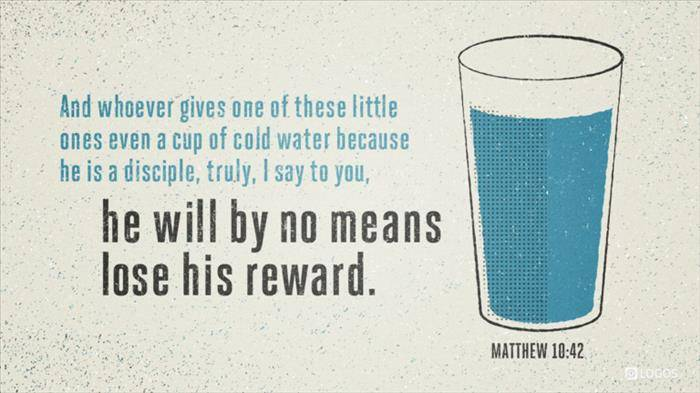 And whoever gives one of these little
ones even a cup of cold water because
he is a disciple, truly, I say to you,
he will by no means
lose his reward.
MATTHEW 10:42
LOGOS